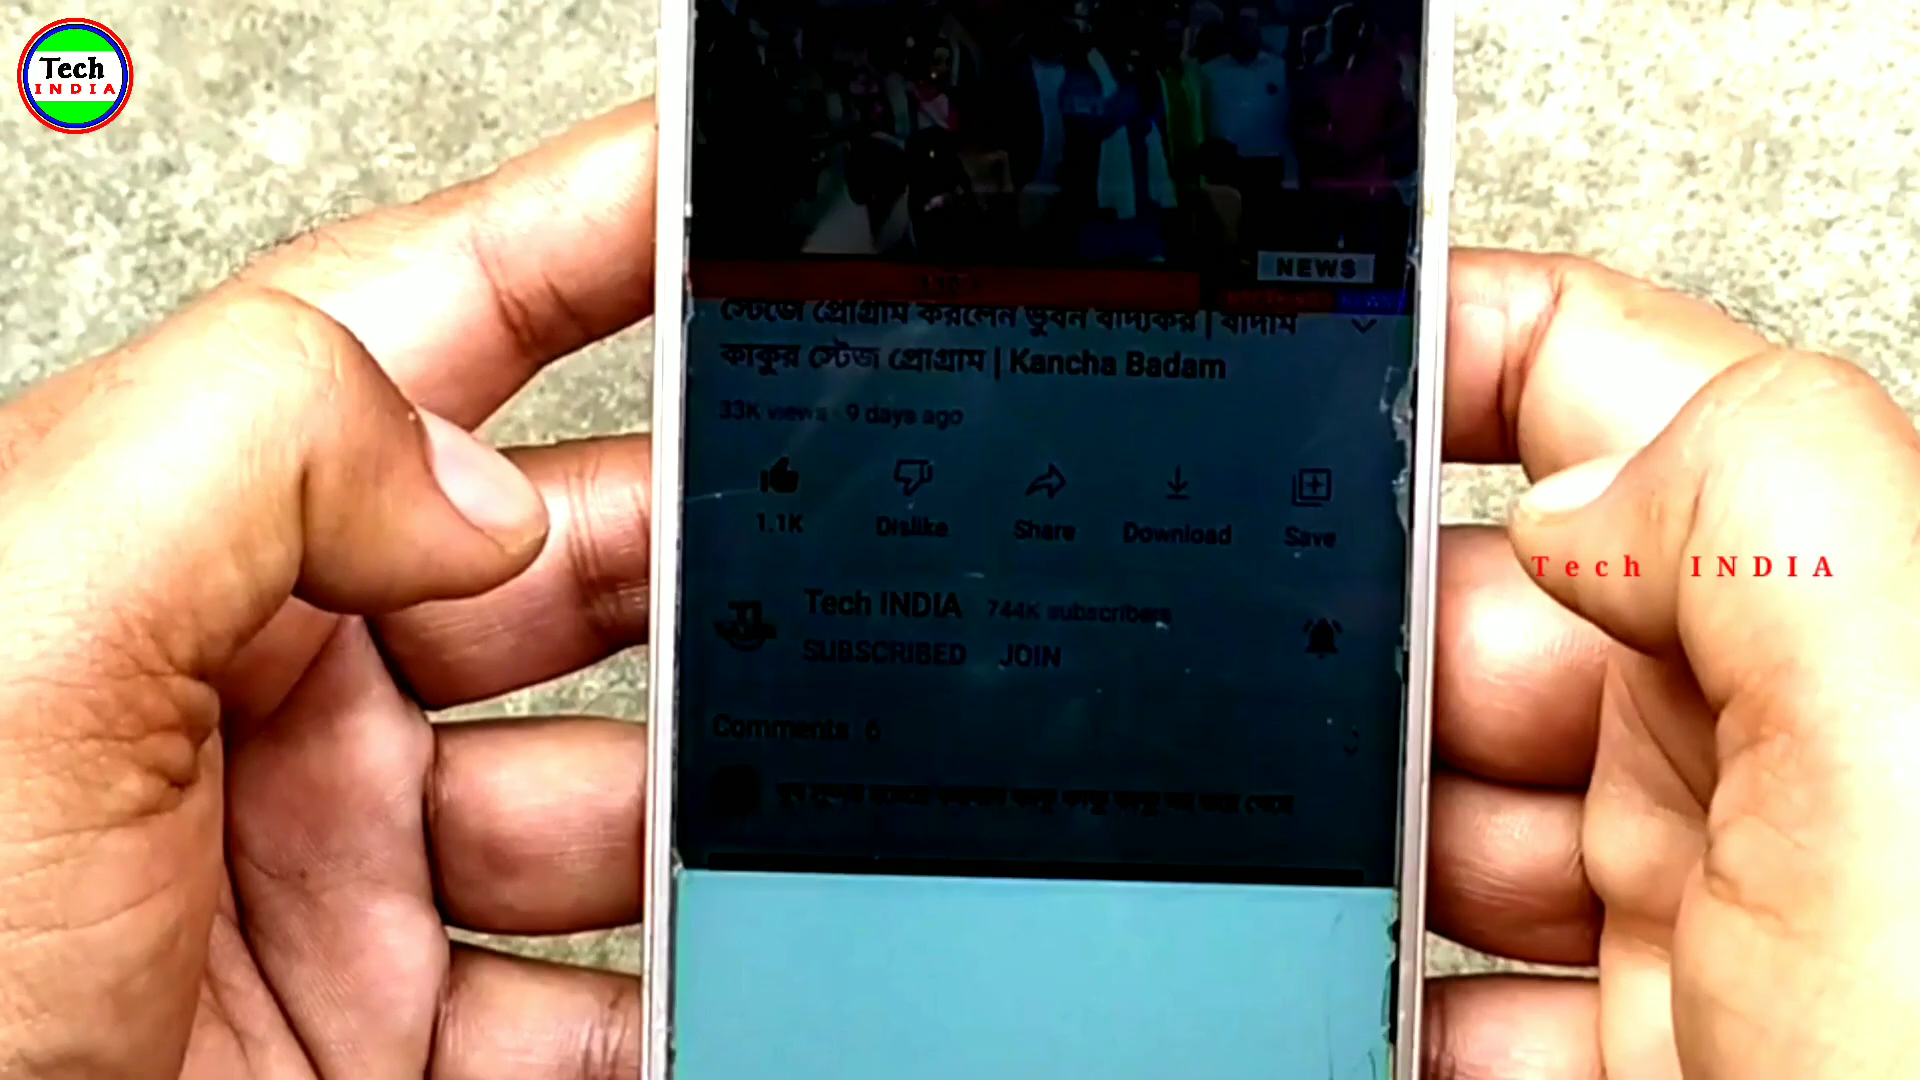 Tech
INDIA
NEWS
স্টেজে প্রোগ্রাম করলেন ভুবন বাদ্যকর | বাদাম
কাকুর স্টেজ প্রোগ্রাম | Kancha Badam
33K views · 9 days ago
1.1K
Dislike
Share
Download
Save
Tech INDIA 744K subscribers
SUBSCRIBED JOIN
Tech INDIA
Comments 6